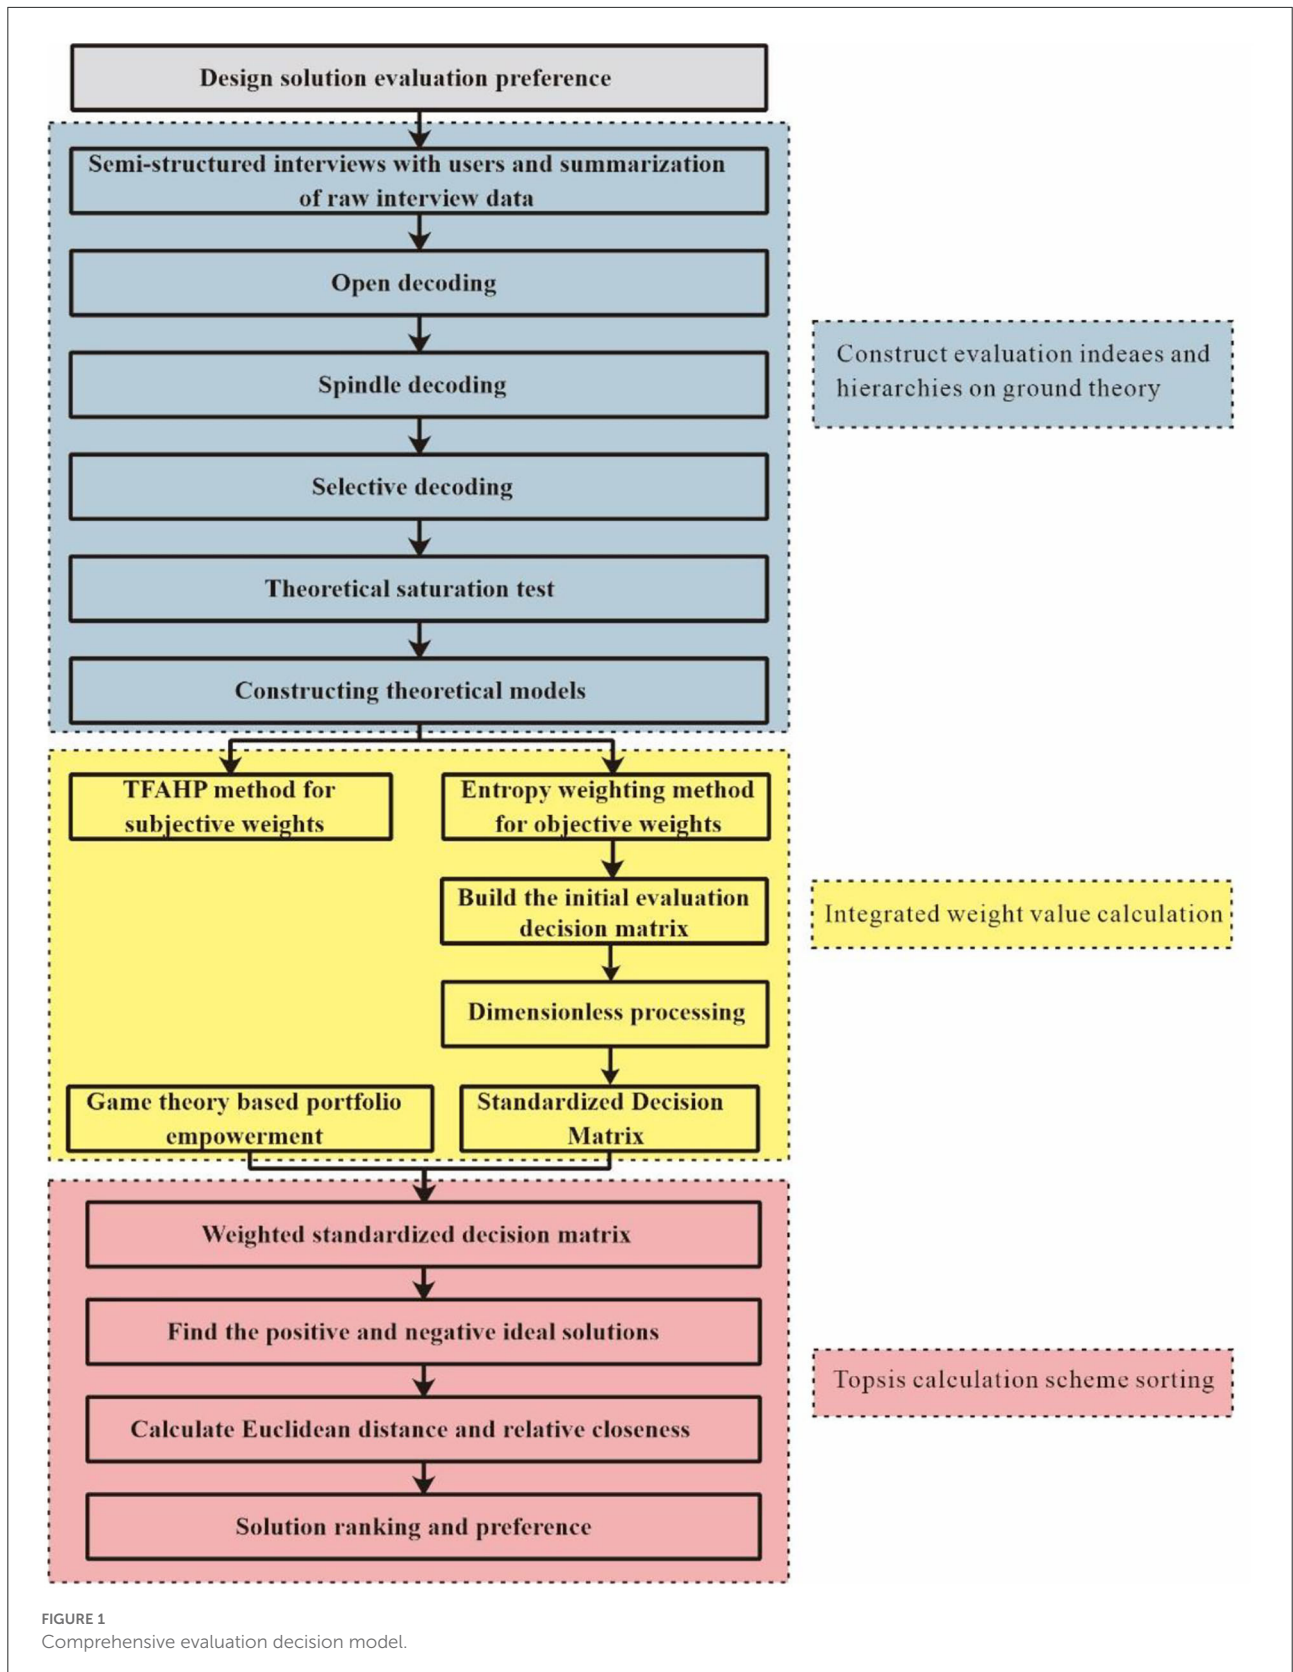 Design solution evaluation preference
Semi-structured interviews with users and summarization
of raw interview data
Open decoding
Spindle decoding
Selective decoding
Theoretical saturation test
Constructing theoretical models
Construct evaluation indeaes and
hierarchies on ground theory
TFAHP method for
subjective weights
Entropy weighting method
for objective weights
Build the initial evaluation
decision matrix
Dimensionless processing
Game theory based portfolio
empowerment
Standardized Decision
Matrix
Integrated weight value calculation
Weighted standardized decision matrix
Find the positive and negative ideal solutions
Calculate Euclidean distance and relative closeness
Solution ranking and preference
Topsis calculation scheme sorting
FIGURE 1
Comprehensive evaluation decision model.